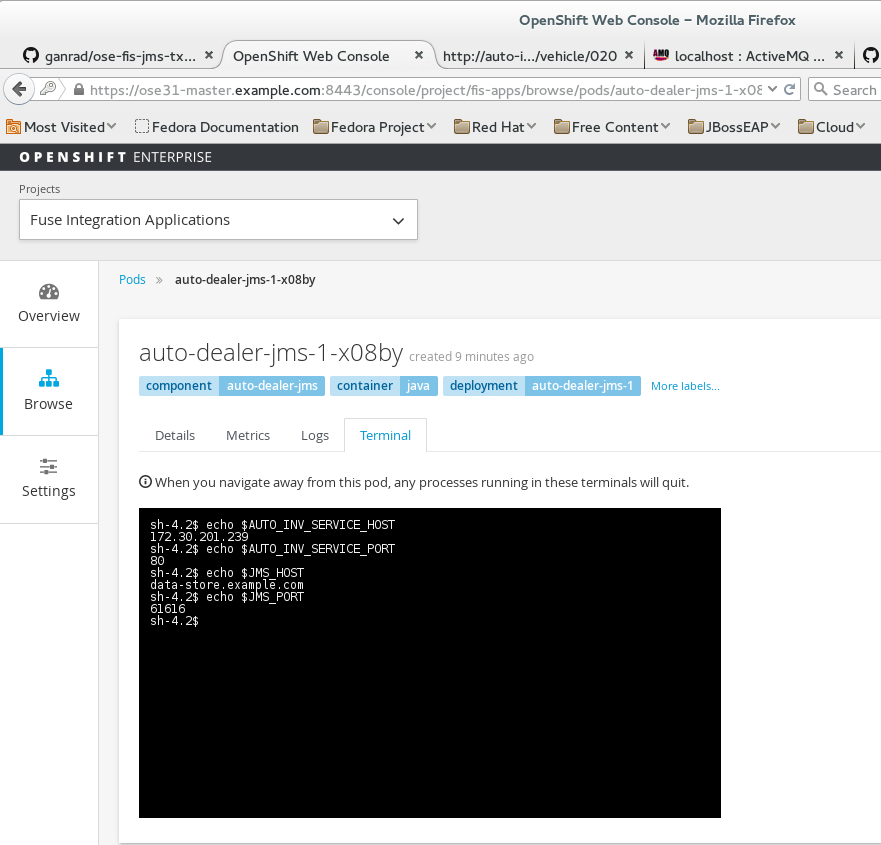 OpenShift Web Console - Mozilla Firefox
ganrad/ose-fis-jms-tx... × OpenShift Web Console × http://auto-i.../vehicle/020 × localhost : ActiveMQ ... ×
https://ose31-master.example.com:8443/console/project/fis-apps/browse/pods/auto-dealer-jms-1-x08 Search
Most Visited Fedora Documentation Fedora Project Red Hat Free Content JBossEAP Cloud
OPENSHIFT ENTERPRISE
Projects
Fuse Integration Applications
Overview
Browse
Settings
Pods » auto-dealer-jms-1-x08by
auto-dealer-jms-1-x08by created 9 minutes ago
component auto-dealer-jms container java deployment auto-dealer-jms-1 More labels...
Details Metrics Logs Terminal
When you navigate away from this pod, any processes running in these terminals will quit.
sh-4.2$ echo $AUTO_INV_SERVICE_HOST
172.30.201.239
sh-4.2$ echo $AUTO_INV_SERVICE_PORT
80
sh-4.2$ echo $JMS_HOST
data-store.example.com
sh-4.2$ echo $JMS_PORT
61616
sh-4.2$